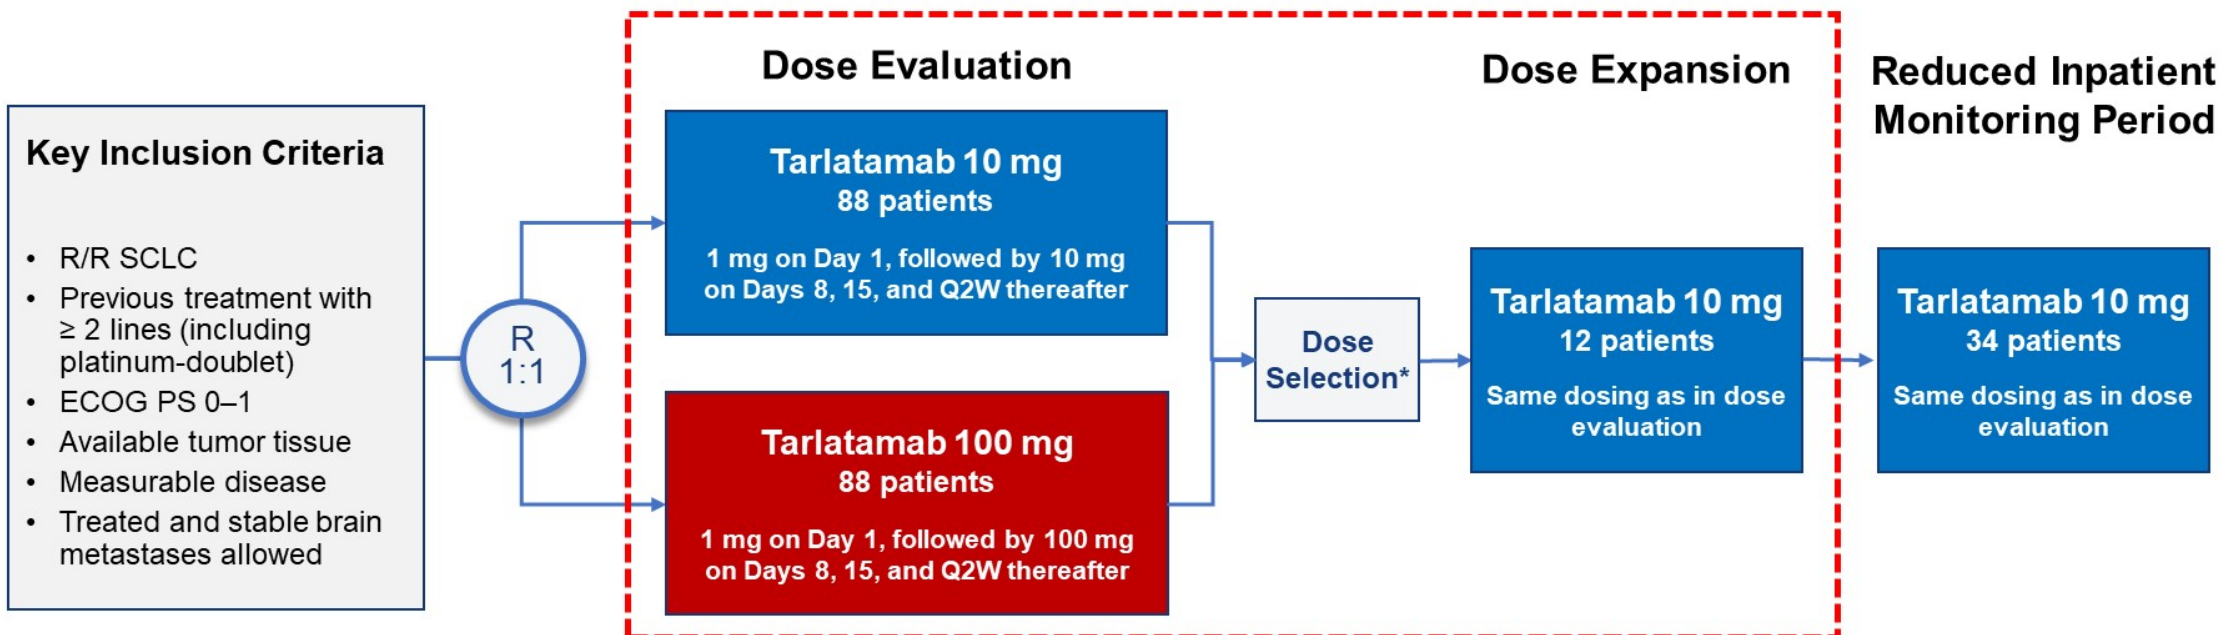 Key Inclusion Criteria
• R/R SCLC
• Previous treatment with
≥ 2 lines (including
platinum-doublet)
• ECOG PS 0–1
• Available tumor tissue
• Measurable disease
• Treated and stable brain
metastases allowed
R
1:1
Dose Evaluation
Tarlatamab 10 mg
88 patients
1 mg on Day 1, followed by 10 mg
on Days 8, 15, and Q2W thereafter
Tarlatamab 100 mg
88 patients
1 mg on Day 1, followed by 100 mg
on Days 8, 15, and Q2W thereafter
Dose
Selection*
Dose Expansion
Tarlatamab 10 mg
12 patients
Same dosing as in dose
evaluation
Reduced Inpatient
Monitoring Period
Tarlatamab 10 mg
34 patients
Same dosing as in dose
evaluation